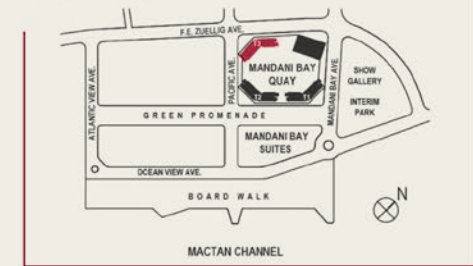 F.E. ZUELLIG AVE.
T3
MANDANI BAY
QUAY
T2
T1
ATLANTIC VIEW AVE.
PACIFIC AVE.
MANDANI BAY AVE.
SHOW
GALLERY
INTERIM
PARK
GREEN PROMENADE
MANDANI BAY
SUITES
OCEAN VIEW AVE.
BOARD WALK
N
MACTAN CHANNEL